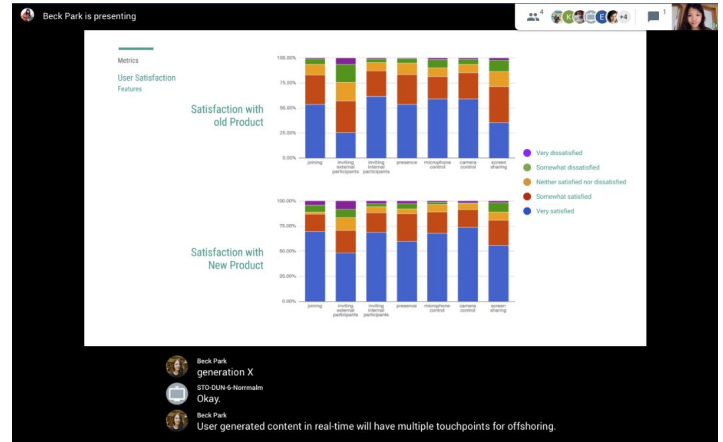 Beck Park is presenting
4
K
E
+4
1
Metrics
User Satisfaction
Features
Satisfaction with
old Product
100.00%
75.00%
50.00%
25.00%
0.00%
joining
inviting
external
participants
inviting
internal
participants
presence
microphone
control
camera
control
screen
sharing
Very dissatisfied
Somewhat dissatisfied
Neither satisfied nor dissatisfied
Somewhat satisfied
Very satisfied
Satisfaction with
New Product
100.00%
75.00%
50.00%
25.00%
0.00%
joining
inviting
external
participants
inviting
internal
participants
presence
microphone
control
camera
control
screen
sharing
Beck Park
generation X
STO-DUN-6-Norrmalm
Okay.
Beck Park
User generated content in real-time will have multiple touchpoints for offshoring.